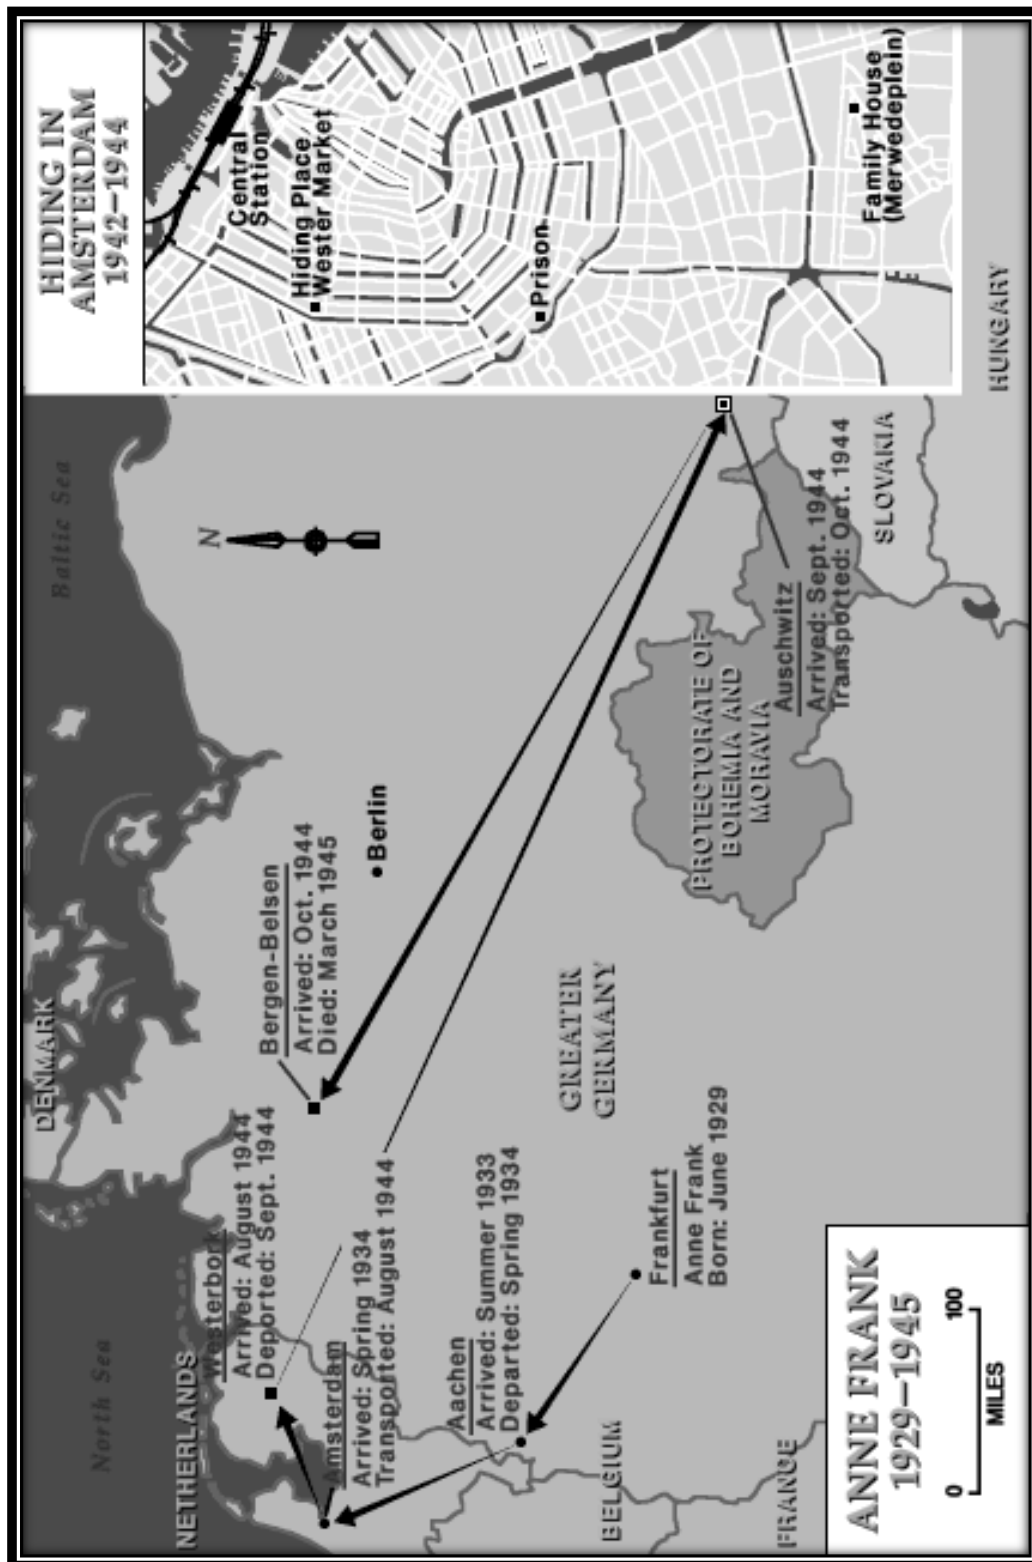 HIDING IN
AMSTERDAM
1942–1944
Central
Station
Hiding Place
Wester Market
Prison
Family House
(Merwedeplein)
North Sea
Baltic Sea
DENMARK
NETHERLANDS
N
Westerbork
Arrived: August 1944
Deported: Sept. 1944
Bergen-Belsen
Arrived: Oct. 1944
Died: March 1945
Berlin
Amsterdam
Arrived: Spring 1934
Transported: August 1944
Aachen
Arrived: Summer 1933
Departed: Spring 1934
GREATER
GERMANY
Frankfurt
Anne Frank
Born: June 1929
PROTECTORATE OF
BOHEMIA AND
MORAVIA
Auschwitz
Arrived: Sept. 1944
Transported: Oct. 1944
SLOVAKIA
HUNGARY
BELGIUM
FRANCE
ANNE FRANK
1929–1945
0 100
MILES